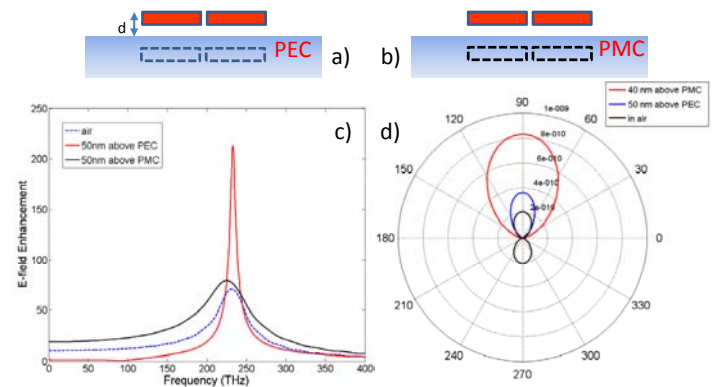 d
PEC
a)
b)
PMC
c)
250
200
150
100
50
0
E-field Enhancement
air
50nm above PEC
50nm above PMC
0 50 100 150 200 250 300 350 400
Frequency (THz)
d)
40 nm above PMC
50 nm above PEC
in air
90
1e-009
120
60
8e-010
150
6e-010
30
4e-010
2e-010
180
0
210
330
240
300
270